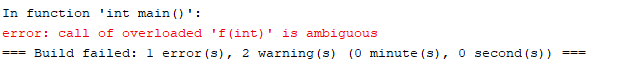 In function 'int main()':
error: call of overloaded 'f(int)' is ambiguous
=== Build failed: 1 error(s), 2 warning(s) (0 minute(s), 0 second(s)) ===